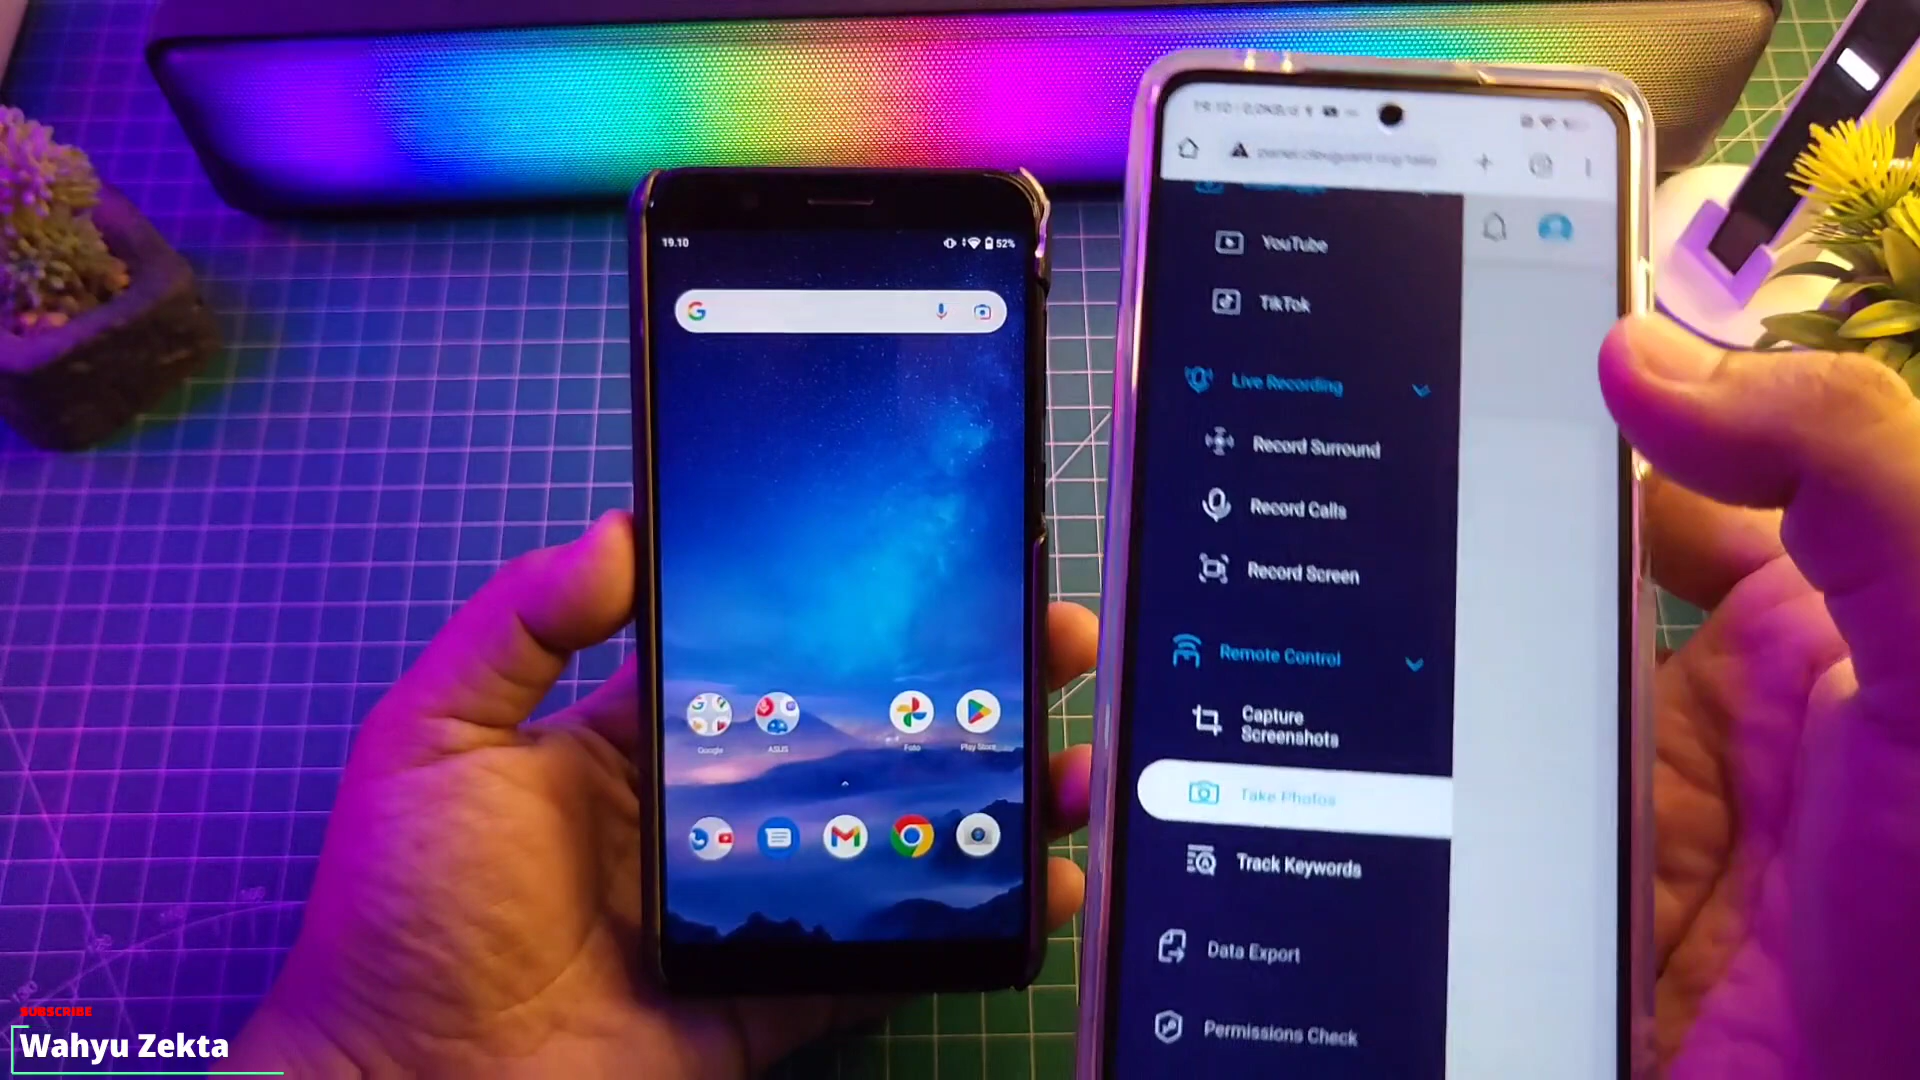 19.10
52%
Google
ASUS
Foto
Play Store
YouTube
TikTok
Live Recording
Record Surround
Record Calls
Record Screen
Remote Control
Capture
Screenshots
Take Photos
Track Keywords
Data Export
Permissions Check
SUBSCRIBE
Wahyu Zekta